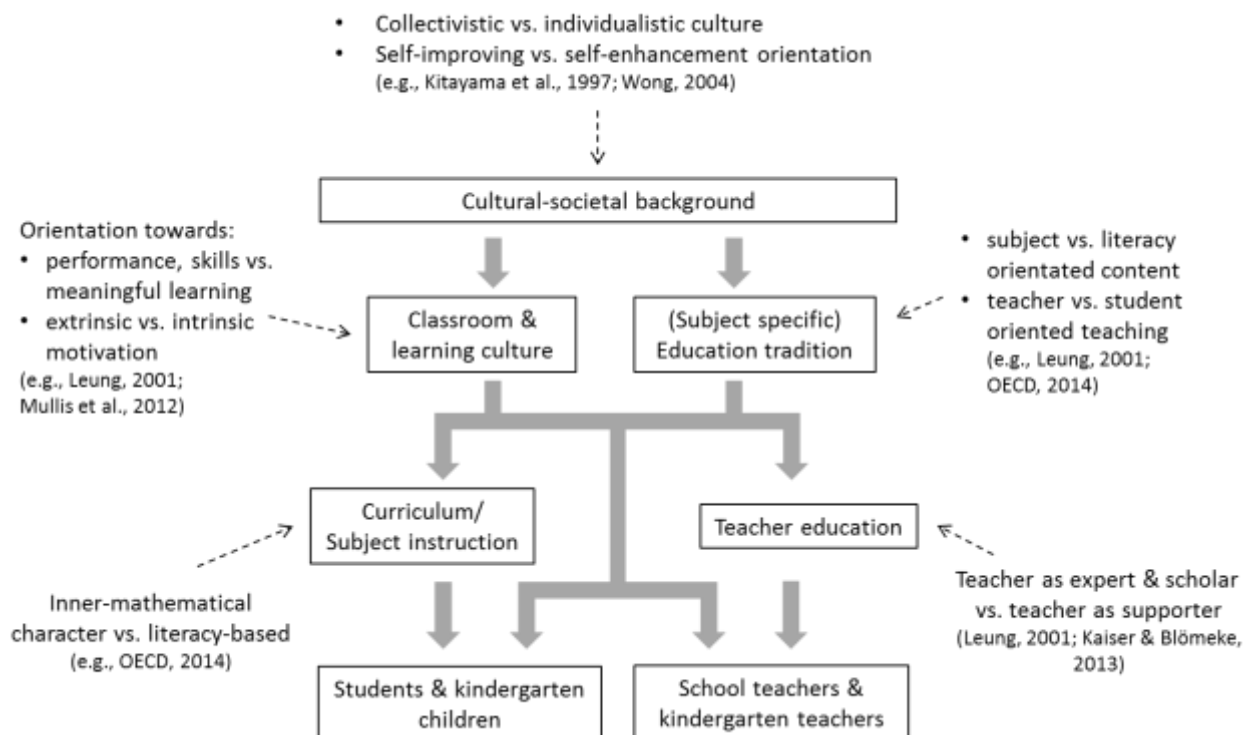 • Collectivistic vs. individualistic culture
• Self-improving vs. self-enhancement orientation
(e.g., Kitayama et al., 1997; Wong, 2004)
Cultural-societal background
Orientation towards:
• performance, skills vs.
meaningful learning
• extrinsic vs. intrinsic
motivation
(e.g., Leung, 2001;
Mullis et al., 2012)
Classroom &
learning culture
(Subject specific)
Education tradition
• subject vs. literacy
orientated content
• teacher vs. student
oriented teaching
(e.g., Leung, 2001;
OECD, 2014)
Curriculum/
Subject instruction
Teacher education
Inner-mathematical
character vs. literacy-based
(e.g., OECD, 2014)
Teacher as expert & scholar
vs. teacher as supporter
(Leung, 2001; Kaiser & Blömeke,
2013)
Students & kindergarten
children
School teachers &
kindergarten teachers